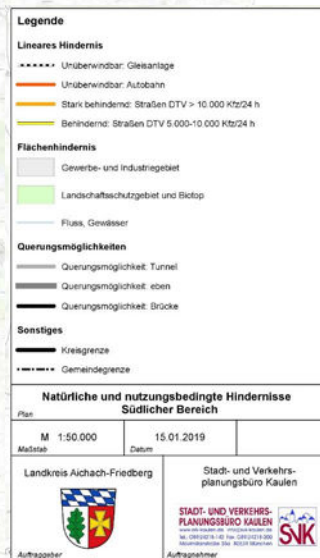 Legende
Lineares Hindernis
Unüberwindbar: Gleisanlage
Unüberwindbar: Autobahn
Stark behindernd: Straßen DTV > 10.000 Kfz/24 h
Behindernd: Straßen DTV 5.000-10.000 Kfz/24 h
Flächenhindernis
Gewerbe- und Industriegebiet
Landschaftsschutzgebiet und Biotop
Fluss, Gewässer
Querungsmöglichkeiten
Querungsmöglichkeit: Tunnel
Querungsmöglichkeit: eben
Querungsmöglichkeit: Brücke
Sonstiges
Kreisgrenze
Gemeindegrenze
Natürliche und nutzungsbedingte Hindernisse
Südlicher Bereich
Plan
M 1:50.000
Maßstab
15.01.2019
Datum
Landkreis Aichach-Friedberg
Auftraggeber
Stadt- und Verkehrs-
planungsbüro Kaulen
STADT- UND VERKEHRS-
PLANUNGSBÜRO KAULEN
SVK
Auftragnehmer